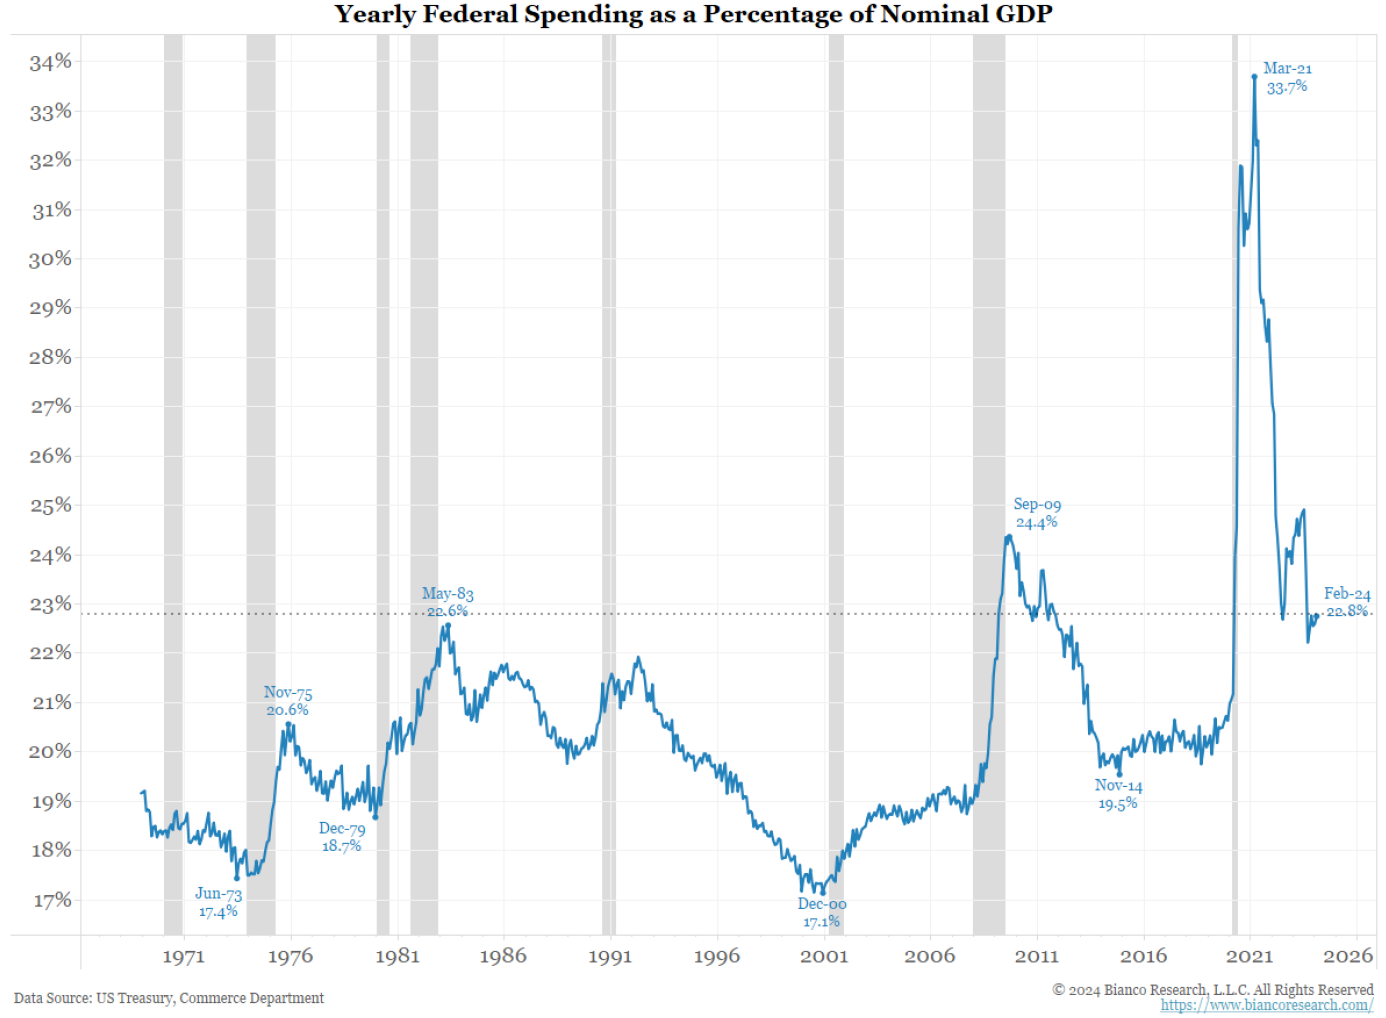 Yearly Federal Spending as a Percentage of Nominal GDP
34%
33%
32%
31%
30%
29%
28%
27%
26%
25%
24%
23%
22%
21%
20%
19%
18%
17%
Mar-21
33.7%
Sep-09
24.4%
May-83
22.6%
Feb-24
22.8%
Nov-75
20.6%
Dec-79
18.7%
Nov-14
19.5%
Jun-73
17.4%
Dec-00
17.1%
1971 1976 1981 1986 1991 1996 2001 2006 2011 2016 2021 2026
Data Source: US Treasury, Commerce Department
© 2024 Bianco Research, L.L.C. All Rights Reserved
https://www.biancoresearch.com/